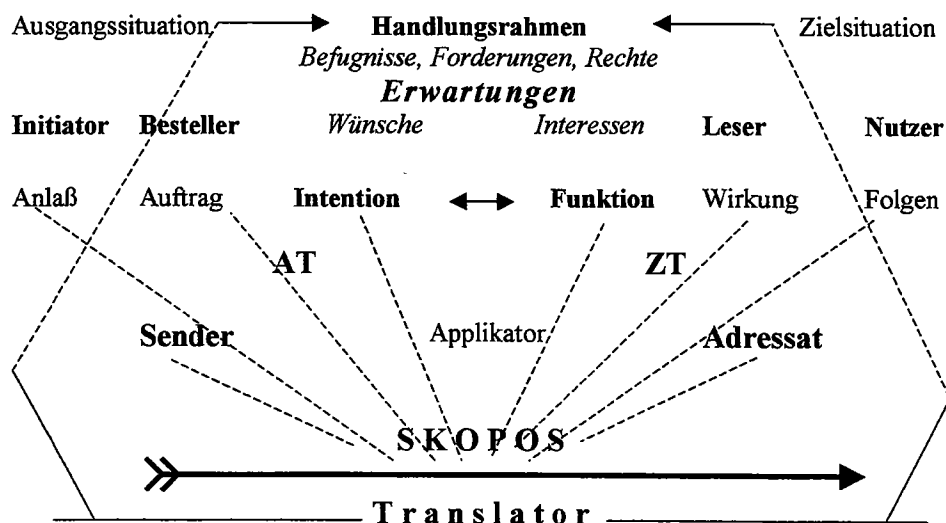 Ausgangssituation Handlungsrahmen Zielsituation
Befugnisse, Forderungen, Rechte
Erwartungen
Initiator Besteller Wünsche Interessen Leser Nutzer
Anlaß Auftrag Intention Funktion Wirkung Folgen
AT ZT
Sender Applikator Adressat
SKOPOS
Translator